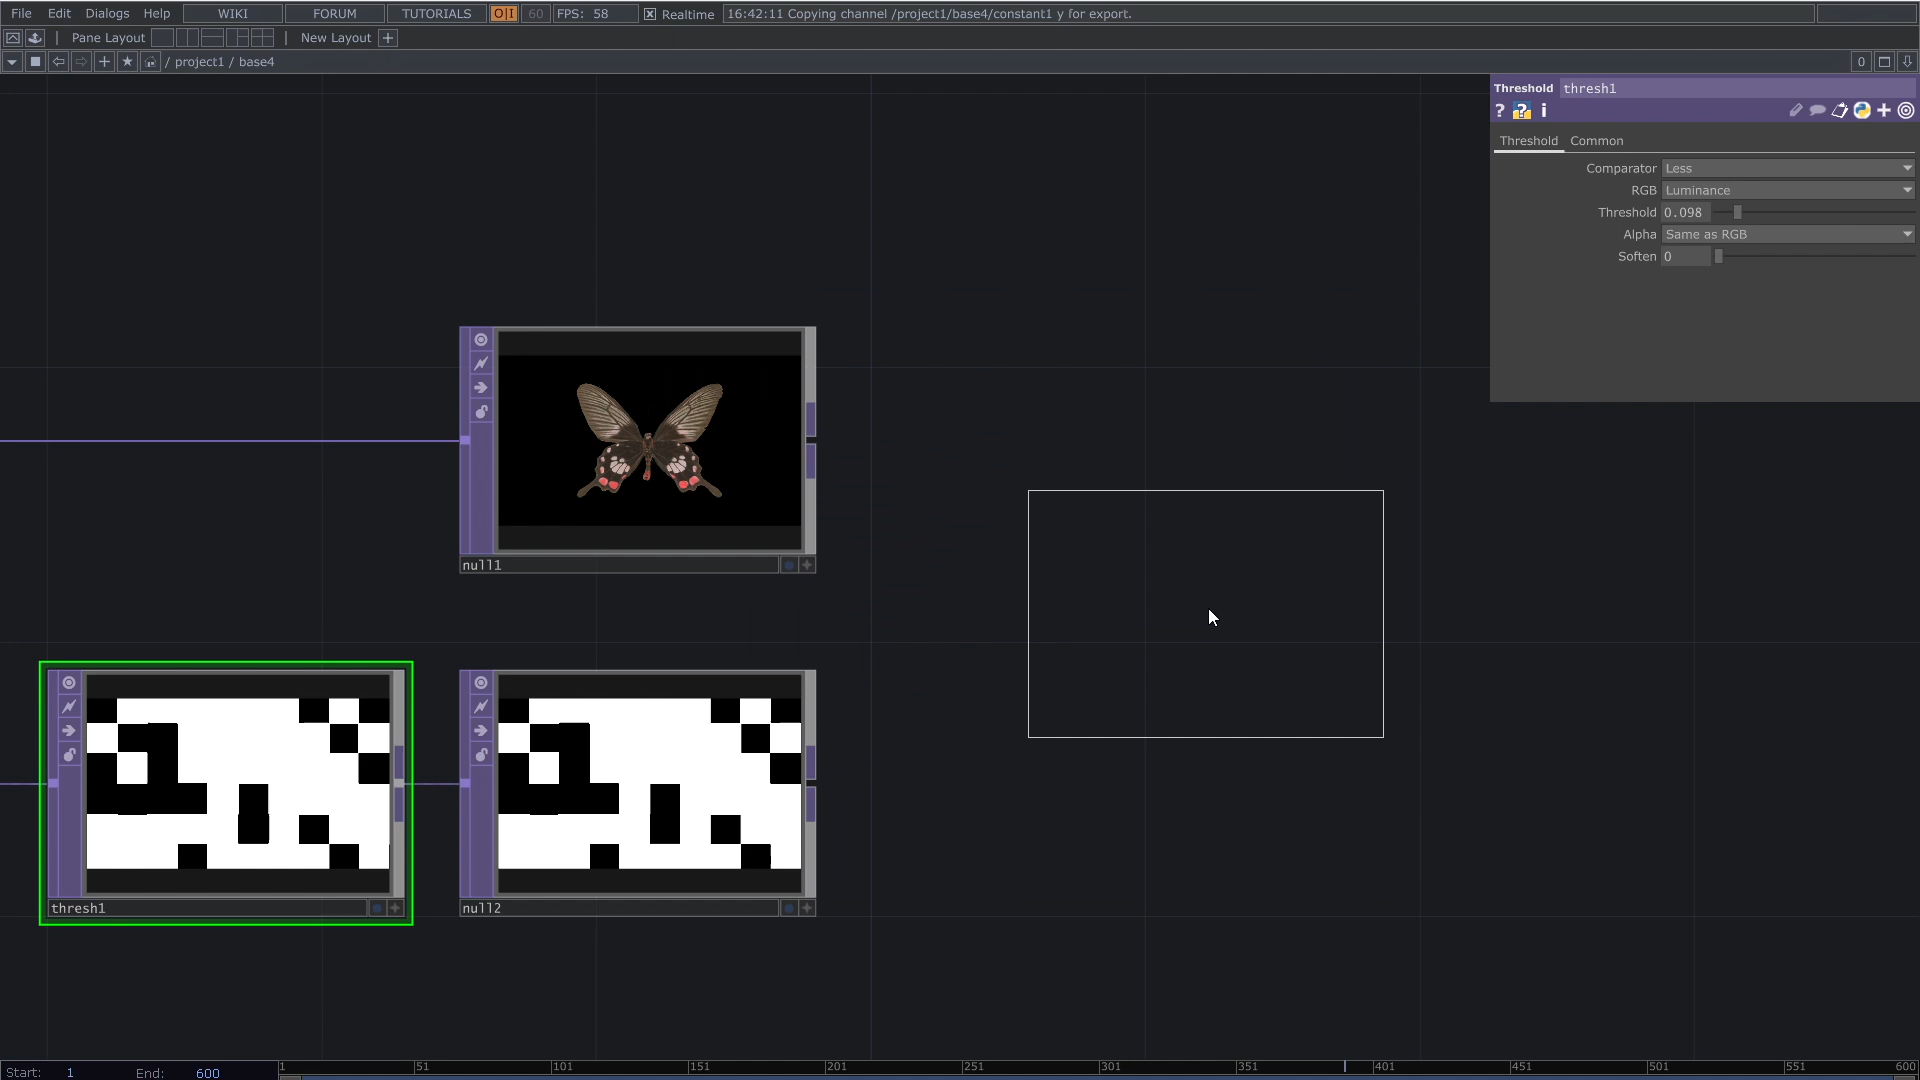 File Edit Dialogs Help WIKI FORUM TUTORIALS O|I 60 FPS: 58 Realtime 16:42:11 Copying channel /project1/base4/constant1 y for export.
Pane Layout New Layout +
/ project1 / base4 0
Threshold thresh1
? ? i
Threshold Common
Comparator Less
RGB Luminance
Threshold 0.098
Alpha Same as RGB
Soften 0
null1
thresh1 null2
Start: 1 End: 600 1 51 101 151 201 251 301 351 401 451 501 551 600